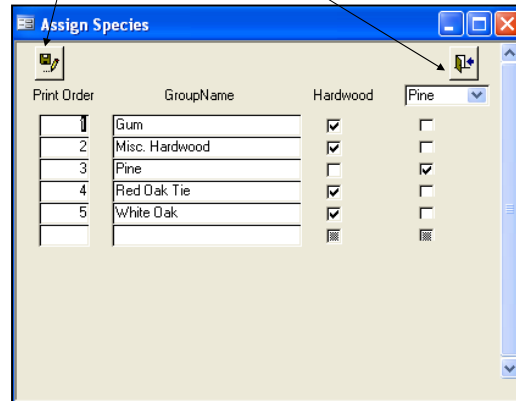 Assign Species
Print Order GroupName Hardwood Pine
1 Gum
2 Misc. Hardwood
3 Pine
4 Red Oak Tie
5 White Oak